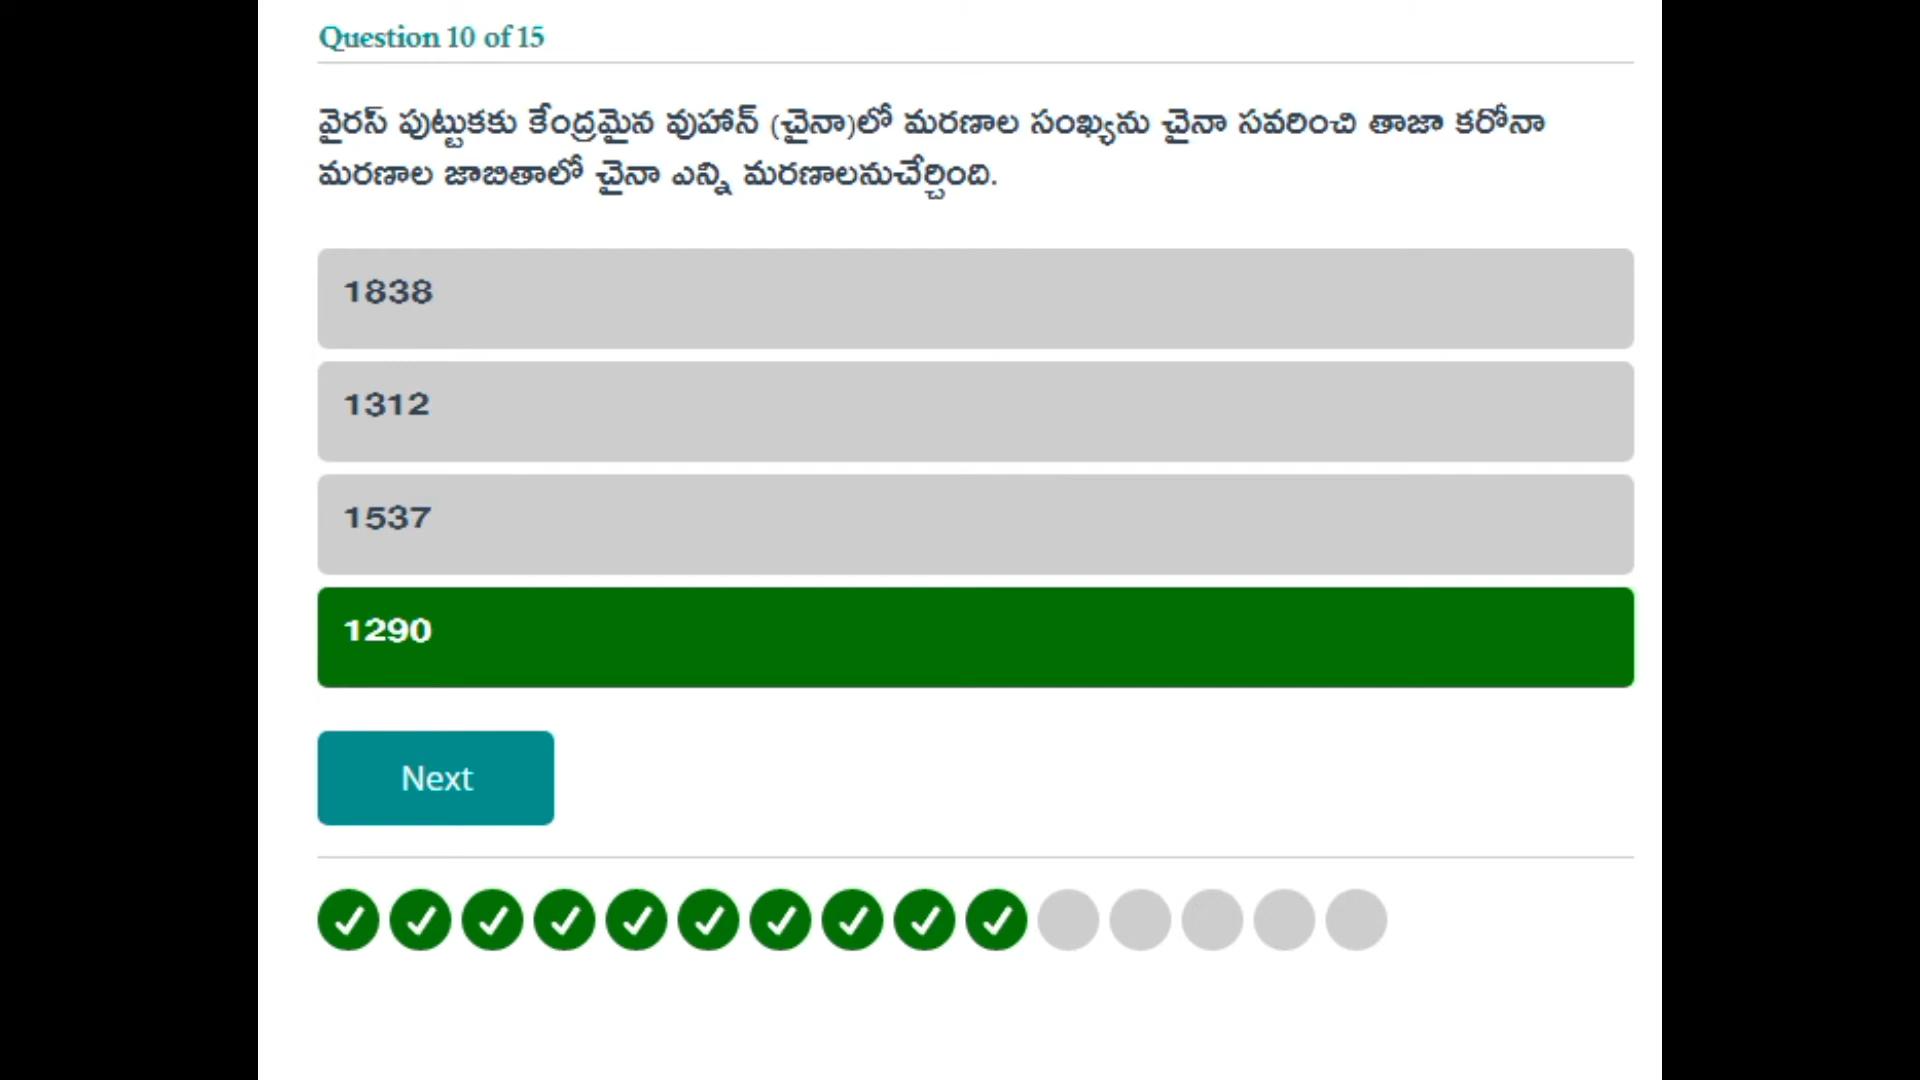 Question 10 of 15
వైరస్ పుట్టుకకు కేంద్రమైన వుహాన్ (చైనా)లో మరణాల సంఖ్యను చైనా సవరించి తాజా కరోనా
మరణాల జాబితాలో చైనా ఎన్ని మరణాలనుచేర్చింది.
1838
1312
1537
1290
Next